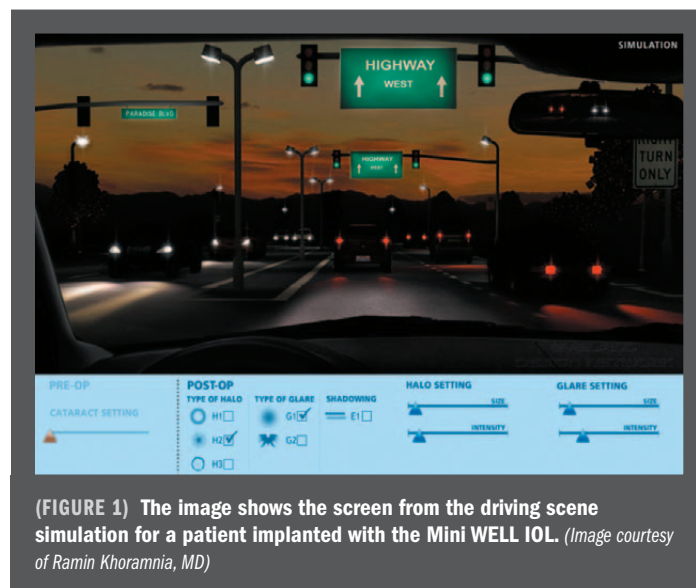 SIMULATION
HIGHWAY
WEST
PARADISE BLVD
HIGHWAY
WEST
RIGHT
TURN
ONLY
PRE-OP
CATARACT SETTING
POST-OP
TYPE OF HALO
H1
H2
H3
TYPE OF GLARE
G1
G2
SHADOWING
E1
HALO SETTING
SIZE
INTENSITY
GLARE SETTING
SIZE
INTENSITY
(FIGURE 1) The image shows the screen from the driving scene
simulation for a patient implanted with the Mini WELL IOL. (Image courtesy
of Ramin Khoramnia, MD)